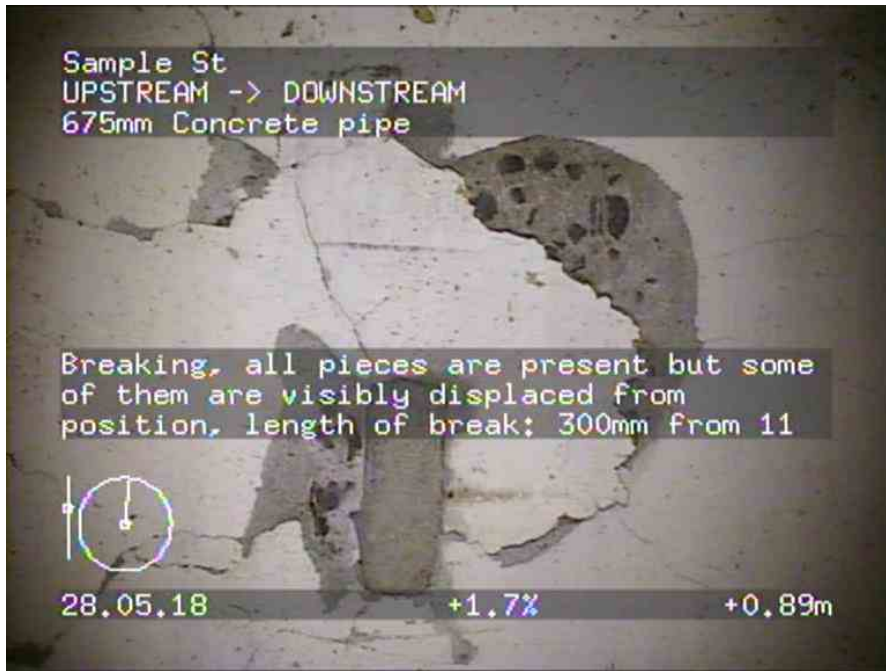 Sample St
UPSTREAM -> DOWNSTREAM
675mm Concrete pipe
Breaking, all pieces are present but some
of them are visibly displaced from
position, length of break: 300mm from 11
28.05.18 +1.7% +0.89m